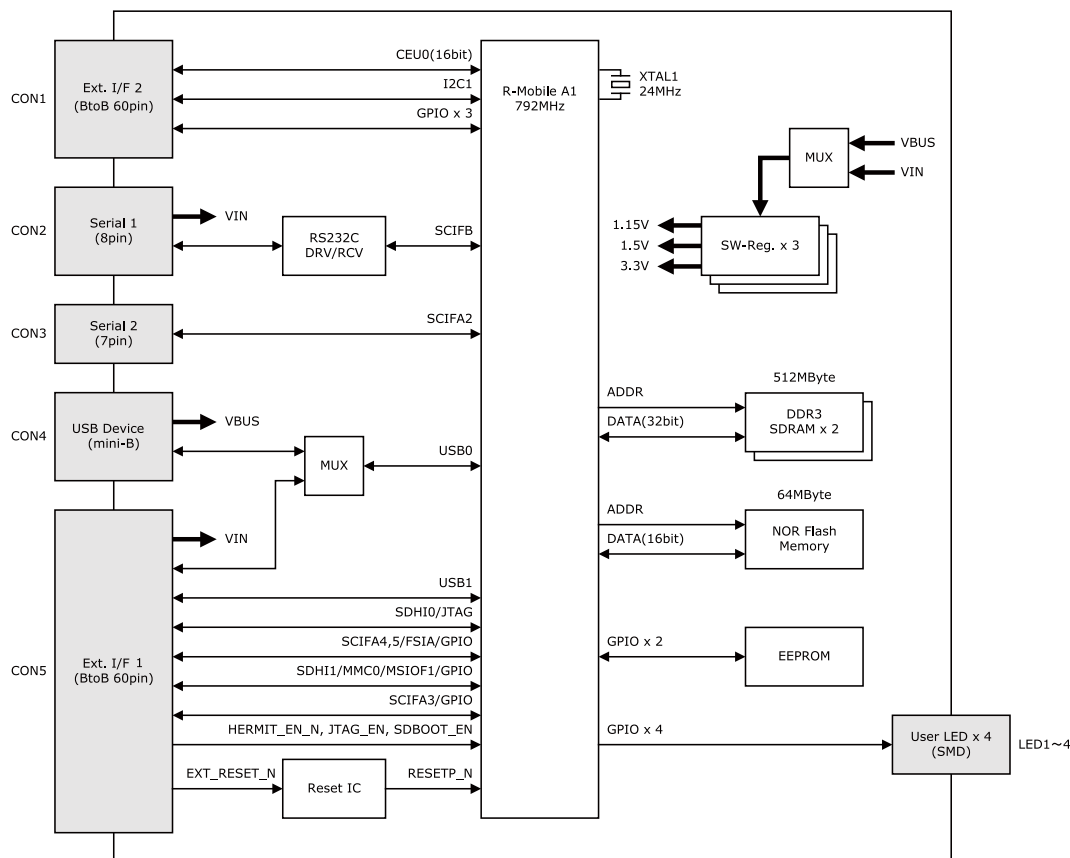 CON1
Ext. I/F 2
(BtoB 60pin)
CEU0(16bit)
I2C1
GPIO x 3
R-Mobile A1
792MHz
XTAL1
24MHz
MUX
VBUS
VIN
SW-Reg. x 3
1.15V
1.5V
3.3V
CON2
Serial 1
(8pin)
VIN
RS232C
DRV/RCV
SCIFB
CON3
Serial 2
(7pin)
SCIFA2
CON4
USB Device
(mini-B)
VBUS
MUX
USB0
512MByte
ADDR
DATA(32bit)
DDR3
SDRAM x 2
64MByte
ADDR
DATA(16bit)
NOR Flash
Memory
CON5
Ext. I/F 1
(BtoB 60pin)
VIN
USB1
SDHI0/JTAG
SCIFA4,5/FSIA/GPIO
SDHI1/MMC0/MSIOF1/GPIO
SCIFA3/GPIO
HERMIT_EN_N, JTAG_EN, SDBOOT_EN
EXT_RESET_N
Reset IC
RESETP_N
GPIO x 2
EEPROM
GPIO x 4
User LED x 4
(SMD)
LED1～4